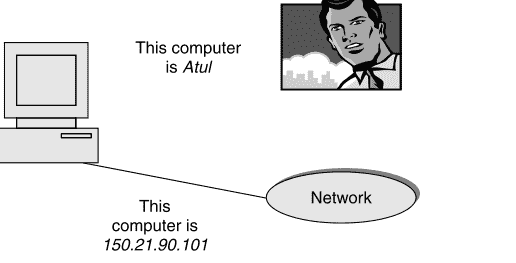 This computer
is Atul
Network
This
computer is
150.21.90.101